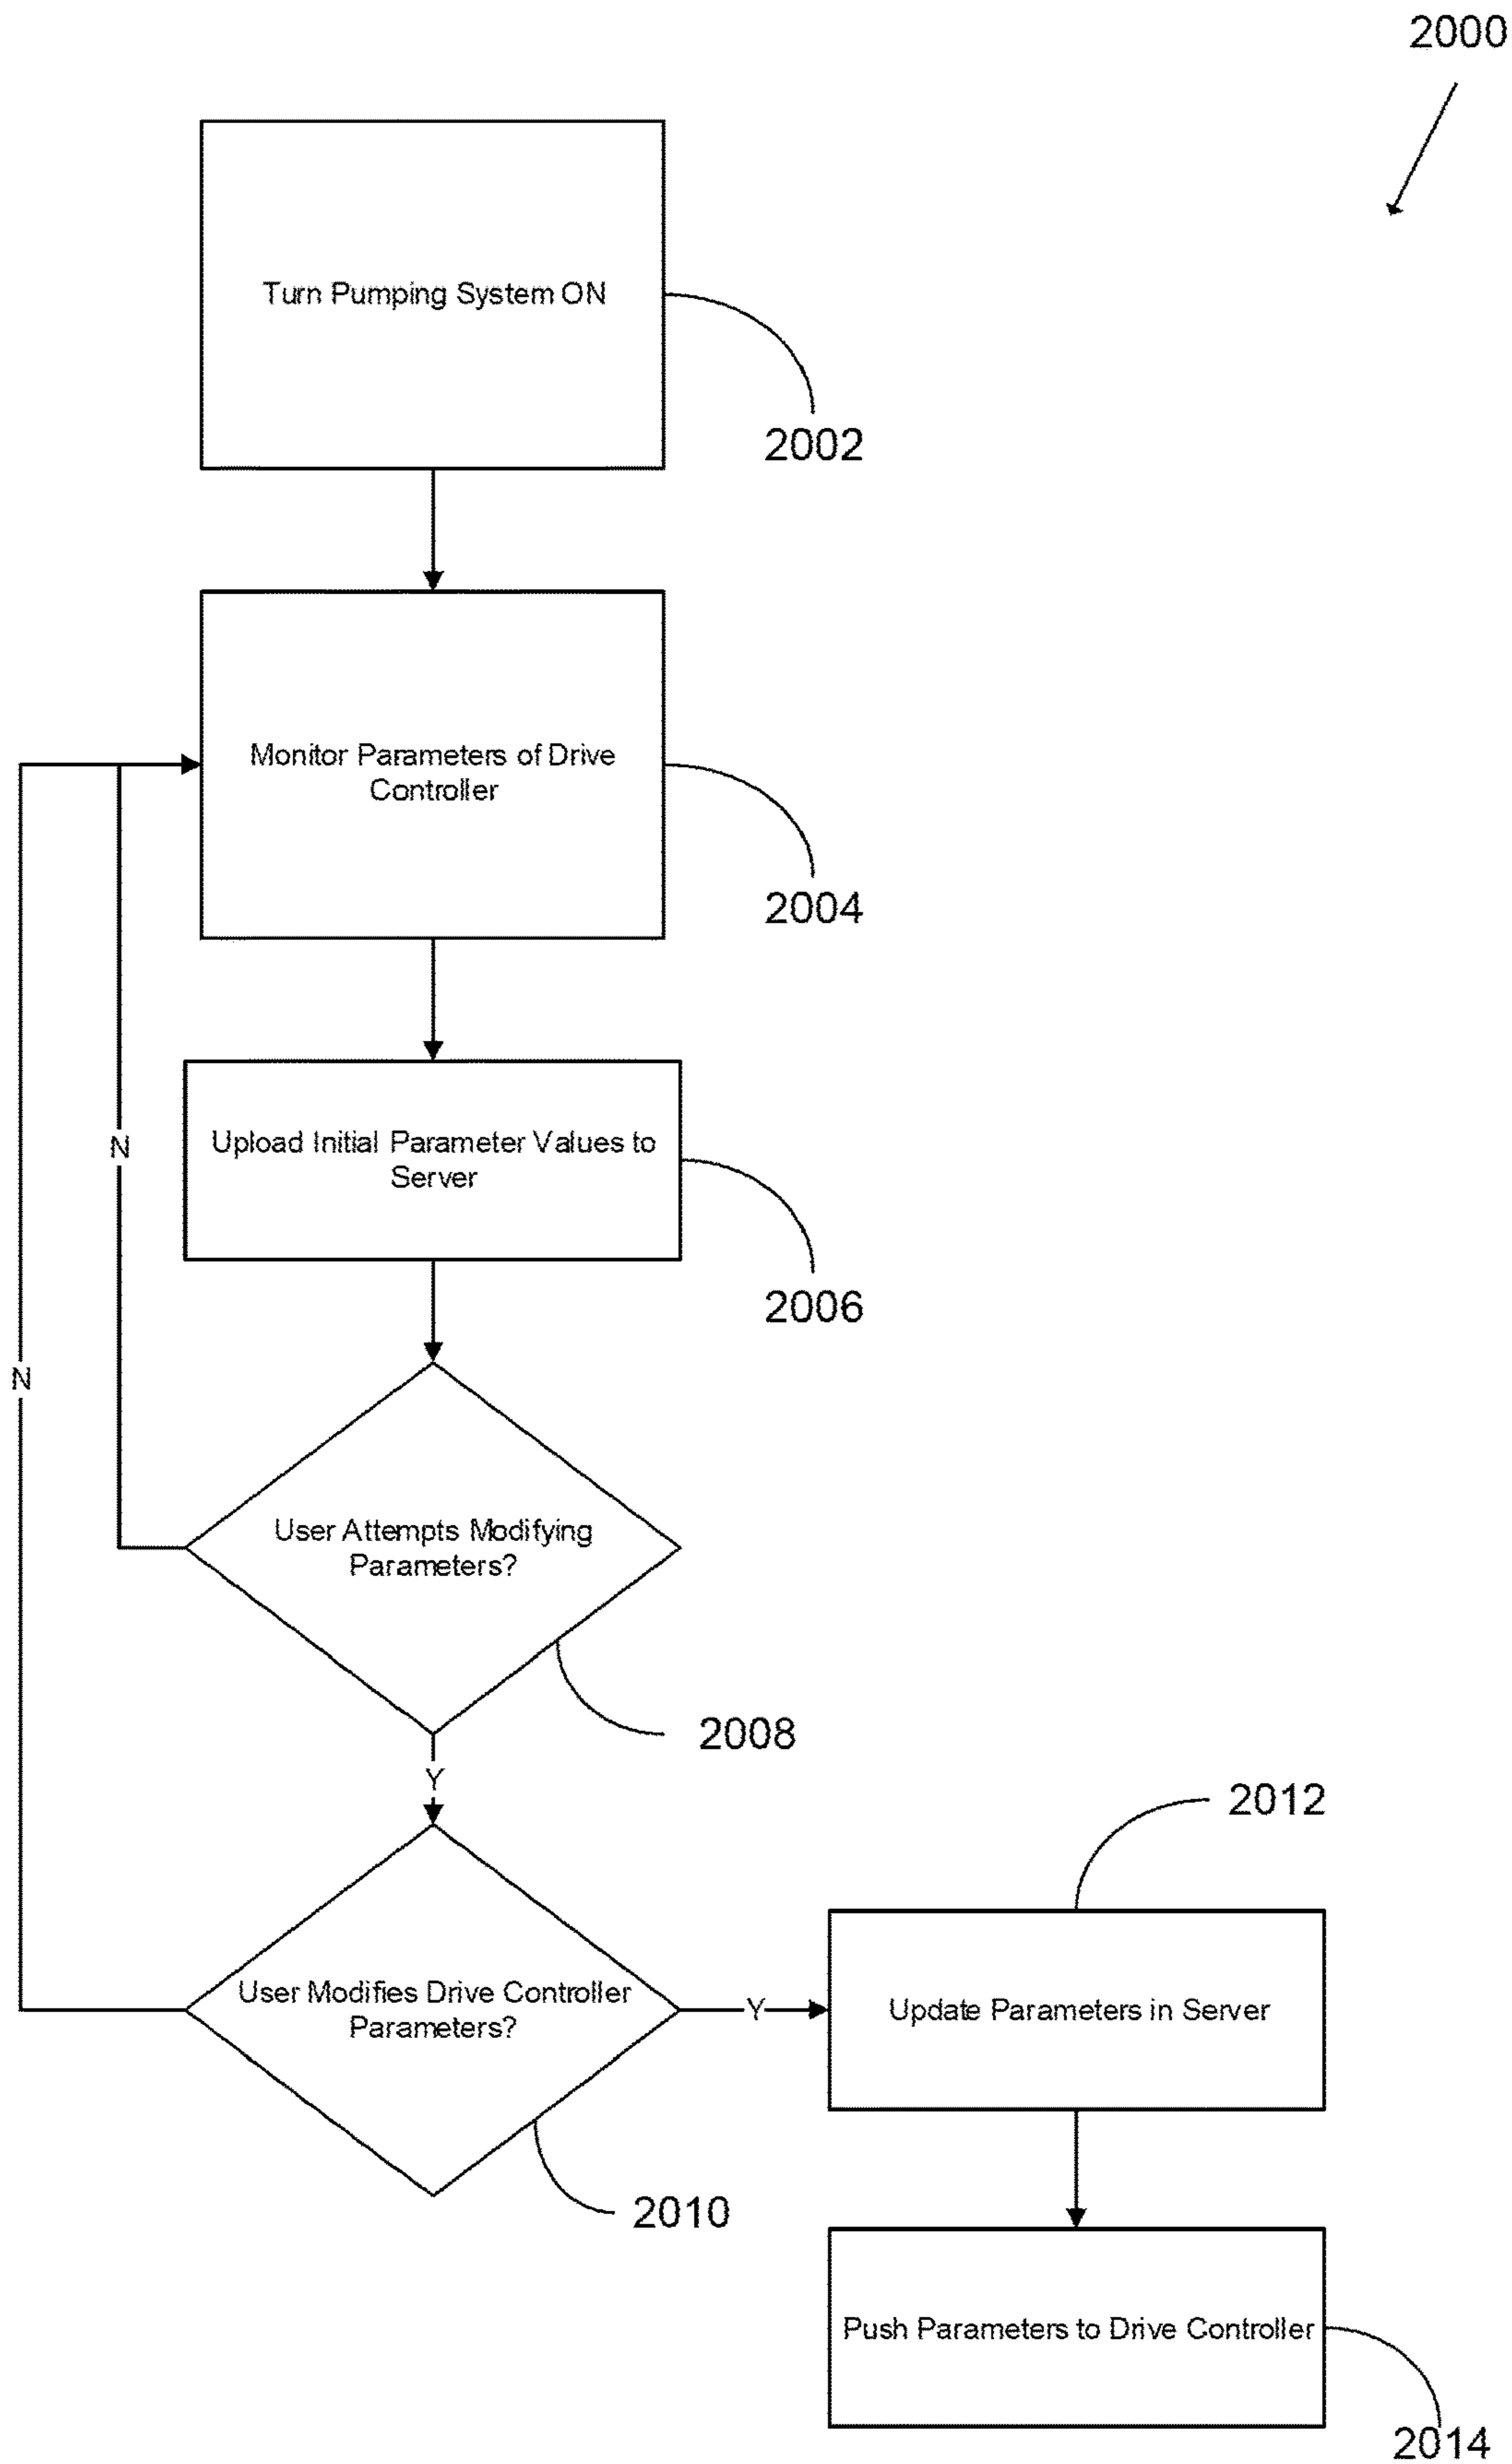 2000
Turn Pumping System ON
2002
Monitor Parameters of Drive
Controller
2004
N
Upload Initial Parameter Values to
Server
2006
N
User Attempts Modifying
Parameters?
2008
Y
2012
User Modifies Drive Controller
Parameters?
Y
Update Parameters in Server
2010
Push Parameters to Drive Controller
2014